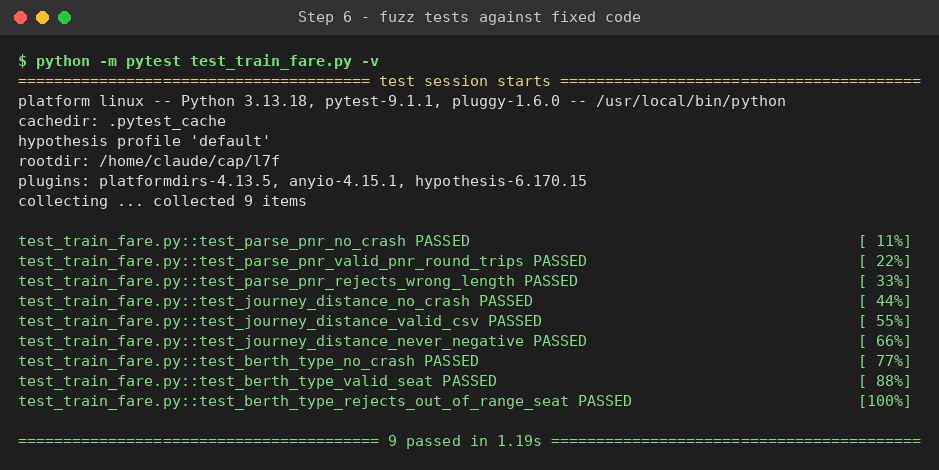 Step 6 - fuzz tests against fixed code
$ python -m pytest test_train_fare.py -v
======================================= test session starts ========================================
platform linux -- Python 3.13.18, pytest-9.1.1, pluggy-1.6.0 -- /usr/local/bin/python
cachedir: .pytest_cache
hypothesis profile 'default'
rootdir: /home/claude/cap/l7f
plugins: platformdirs-4.13.5, anyio-4.15.1, hypothesis-6.170.15
collecting ... collected 9 items
test_train_fare.py::test_parse_pnr_no_crash PASSED [ 11%]
test_train_fare.py::test_parse_pnr_valid_pnr_round_trips PASSED [ 22%]
test_train_fare.py::test_parse_pnr_rejects_wrong_length PASSED [ 33%]
test_train_fare.py::test_journey_distance_no_crash PASSED [ 44%]
test_train_fare.py::test_journey_distance_valid_csv PASSED [ 55%]
test_train_fare.py::test_journey_distance_never_negative PASSED [ 66%]
test_train_fare.py::test_berth_type_no_crash PASSED [ 77%]
test_train_fare.py::test_berth_type_valid_seat PASSED [ 88%]
test_train_fare.py::test_berth_type_rejects_out_of_range_seat PASSED [100%]
======================================== 9 passed in 1.19s =========================================